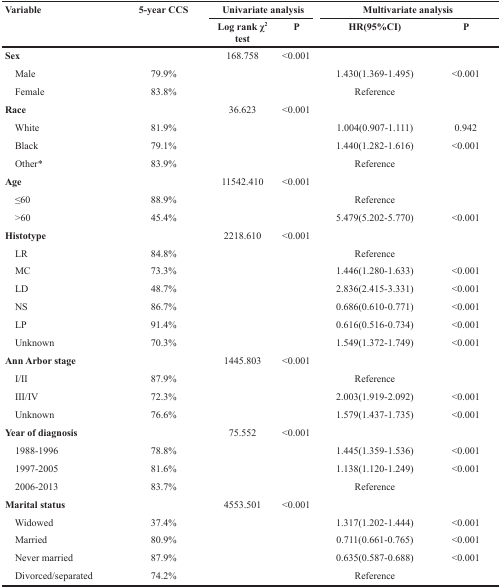 Variable 5-year CCS Univariate analysis Multivariate analysis
Log rank χ² test P HR(95%CI) P
Sex 168.758 <0.001
Male 79.9% 1.430(1.369-1.495) <0.001
Female 83.8% Reference
Race 36.623 <0.001
White 81.9% 1.004(0.907-1.111) 0.942
Black 79.1% 1.440(1.282-1.616) <0.001
Other* 83.9% Reference
Age 11542.410 <0.001
≤60 88.9% Reference
>60 45.4% 5.479(5.202-5.770) <0.001
Histotype 2218.610 <0.001
LR 84.8% Reference
MC 73.3% 1.446(1.280-1.633) <0.001
LD 48.7% 2.836(2.415-3.331) <0.001
NS 86.7% 0.686(0.610-0.771) <0.001
LP 91.4% 0.616(0.516-0.734) <0.001
Unknown 70.3% 1.549(1.372-1.749) <0.001
Ann Arbor stage 1445.803 <0.001
I/II 87.9% Reference
III/IV 72.3% 2.003(1.919-2.092) <0.001
Unknown 76.6% 1.579(1.437-1.735) <0.001
Year of diagnosis 75.552 <0.001
1988-1996 78.8% 1.445(1.359-1.536) <0.001
1997-2005 81.6% 1.138(1.120-1.249) <0.001
2006-2013 83.7% Reference
Marital status 4553.501 <0.001
Widowed 37.4% 1.317(1.202-1.444) <0.001
Married 80.9% 0.711(0.661-0.765) <0.001
Never married 87.9% 0.635(0.587-0.688) <0.001
Divorced/separated 74.2% Reference